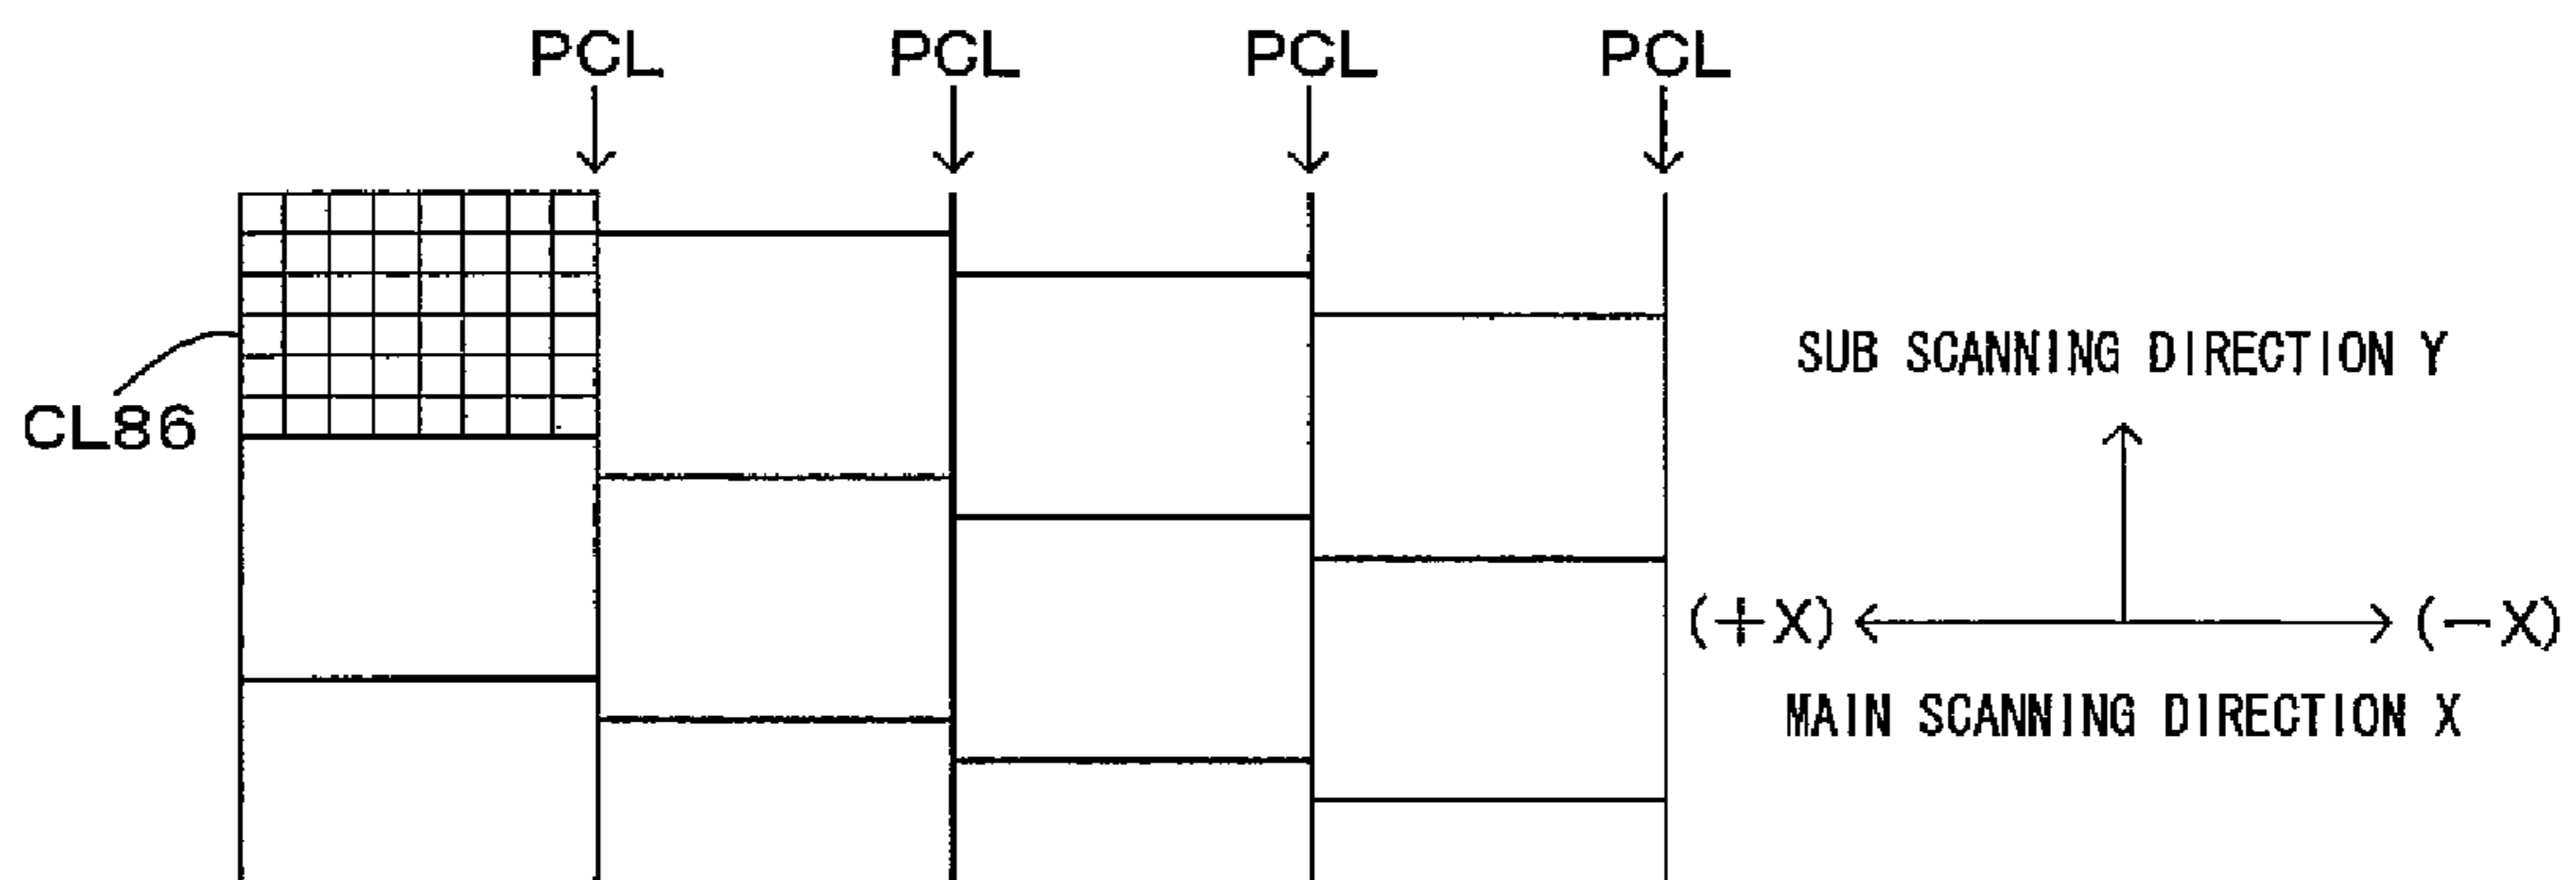 PCL PCL PCL PCL
SUB SCANNING DIRECTION Y
CL86
(+X) (−X)
MAIN SCANNING DIRECTION X